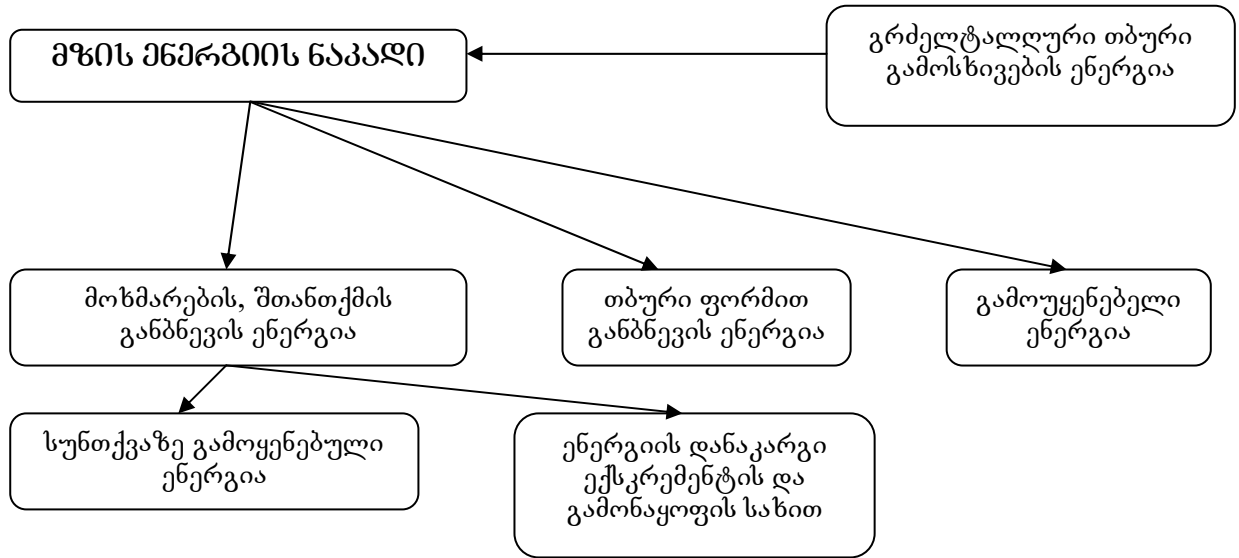 მზის ენერგიის ნაკადი
გრძელტალღური თბური
გამოსხივების ენერგია
მოხმარების, შთანთქმის
განბნევის ენერგია
თბური ფორმით
განბნევის ენერგია
გამოუყენებელი
ენერგია
სუნთქვაზე გამოყენებული
ენერგია
ენერგიის დანაკარგი
ექსკრემენტის და
გამონაყოფის სახით